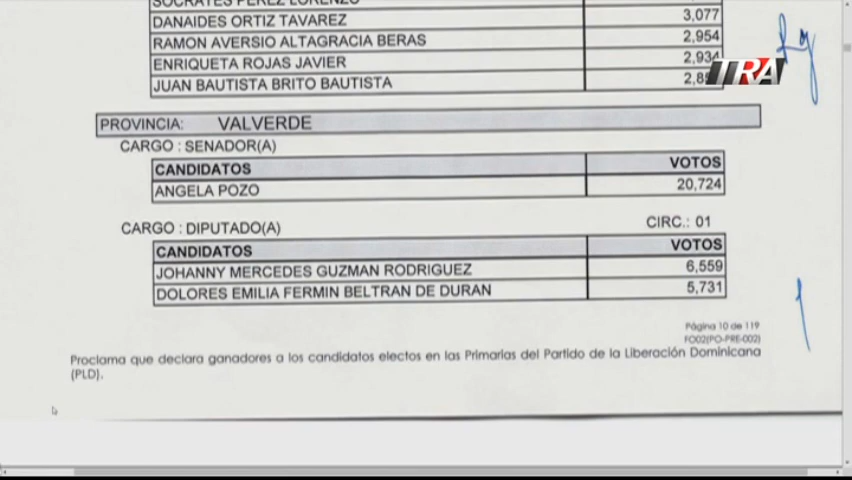 SOCRATES PEREZ LORENZO
DANAIDES ORTIZ TAVAREZ 3,077
RAMON AVERSIO ALTAGRACIA BERAS 2,954
ENRIQUETA ROJAS JAVIER 2,934
JUAN BAUTISTA BRITO BAUTISTA
TRA
PROVINCIA: VALVERDE
CARGO : SENADOR(A)
CANDIDATOS VOTOS
ANGELA POZO 20,724
CARGO : DIPUTADO(A) CIRC.: 01
CANDIDATOS VOTOS
JOHANNY MERCEDES GUZMAN RODRIGUEZ 6,559
DOLORES EMILIA FERMIN BELTRAN DE DURAN 5,731
Página 10 de 119
FO02(PO-PRE-002)
Proclama que declara ganadores a los candidatos electos en las Primarias del Partido de la Liberación Dominicana
(PLD).